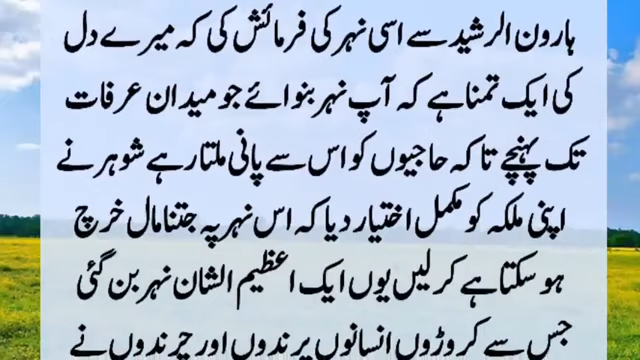 ہارون الرشید سے اسی نہر کی فرمائش کی کہ میرے دل
کی ایک تمنا ہے کہ آپ نہر بنوائے جو میدان عرفات
تک پہنچے تاکہ حاجیوں کو اس سے پانی ملتا رہے شوہر نے
اپنی ملکہ کو مکمل اختیار دیا کہ اس نہر پہ جتنا مال خرچ
ہو سکتا ہے کر لیں یوں ایک اعظیم الشان نہر بن گئی
جس سے کروڑوں انسانوں پرندوں اور چرندوں نے